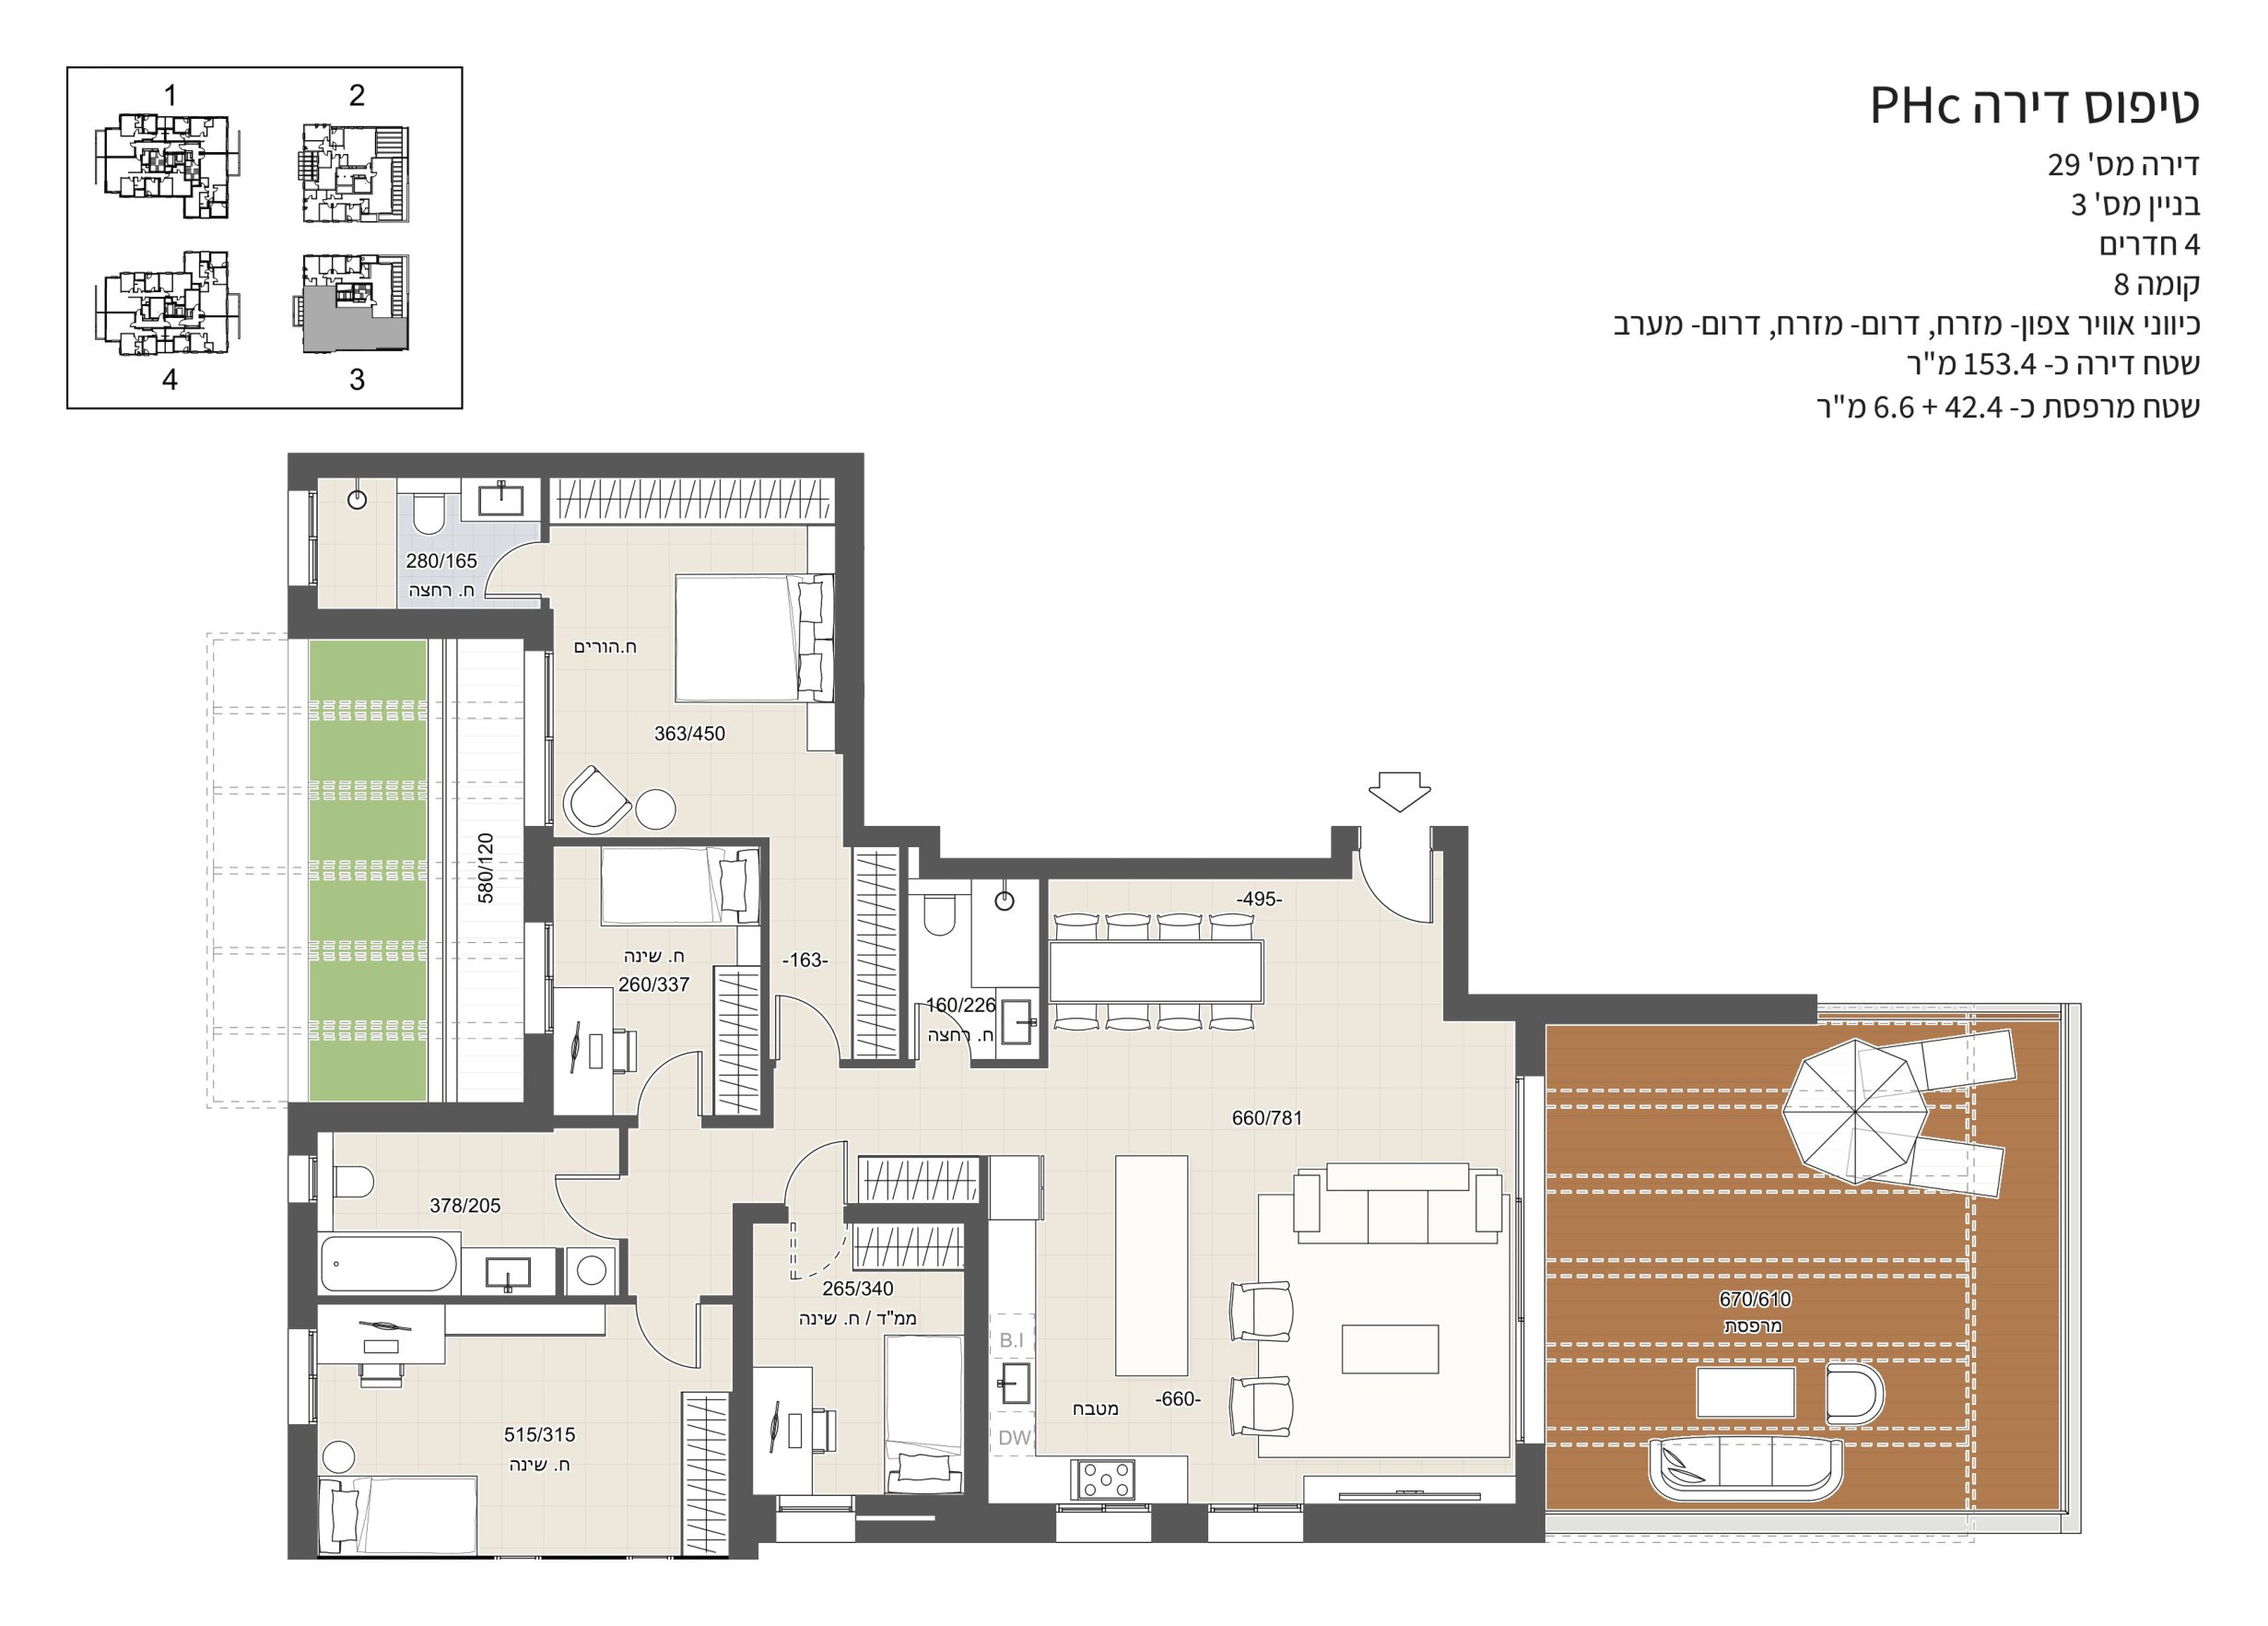 טיפוס דירה PHc
דירה מס' 29
בניין מס' 3
4 חדרים
קומה 8
כיווני אוויר צפון- מזרח, דרום- מזרח, דרום- מערב
שטח דירה כ- 153.4 מ"ר
שטח מרפסת כ- 42.4 + 6.6 מ"ר
1
2
4
3
280/165
ח. רחצה
ח.הורים
363/450
580/120
ח. שינה
260/337
-163-
160/226
ח. רחצה
-495-
660/781
378/205
265/340
ממ"ד / ח. שינה
515/315
ח. שינה
B.I
DW
מטבח
-660-
670/610
מרפסת